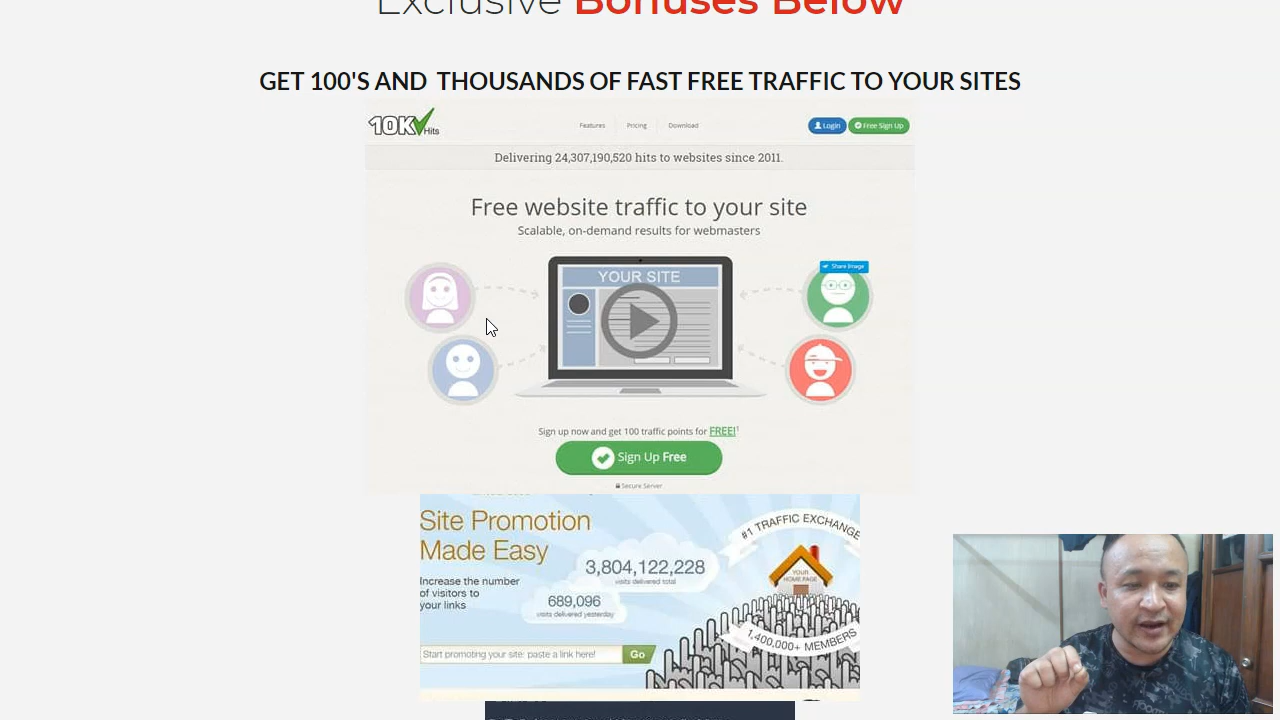 Exclusive Bonuses Below
GET 100'S AND THOUSANDS OF FAST FREE TRAFFIC TO YOUR SITES
10K Hits
Features
Pricing
Download
Login
Free Sign Up
Delivering 24,307,190,520 hits to websites since 2011.
Free website traffic to your site
Scalable, on-demand results for webmasters
Share Image
YOUR SITE
Sign up now and get 100 traffic points for FREE!¹
Sign Up Free
Secure Server
Site Promotion
Made Easy
#1 TRAFFIC EXCHANGE
3,804,122,228
visits delivered total
YOUR
HOME PAGE
Increase the number
of visitors to
your links
689,096
visits delivered yesterday
1,400,000+ MEMBERS
Start promoting your site: paste a link here!
Go